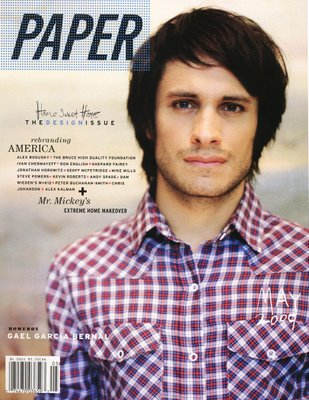 PAPER
Home Sweet Home
THE DESIGN ISSUE
rebranding
AMERICA
ALEX BOGUSKY • THE BRUCE HIGH QUALITY FOUNDATION
IVAN CHERMAYEFF • RON ENGLISH • SHEPARD FAIREY
JONATHAN HOROWITZ • GEOFF MCFETRIDGE • MIKE MILLS
STEVE POWERS • KEVIN ROBERTS • ANDY SPADE • DAN
WIEDEN'S W+K12 • PETER BUCHANAN-SMITH • CHRIS
JOHANSON • ALEX KALMAN +
Mr. Mickey's
EXTREME HOME MAKEOVER
MAY
2009
HOMEBOY
GAEL GARCIA BERNAL